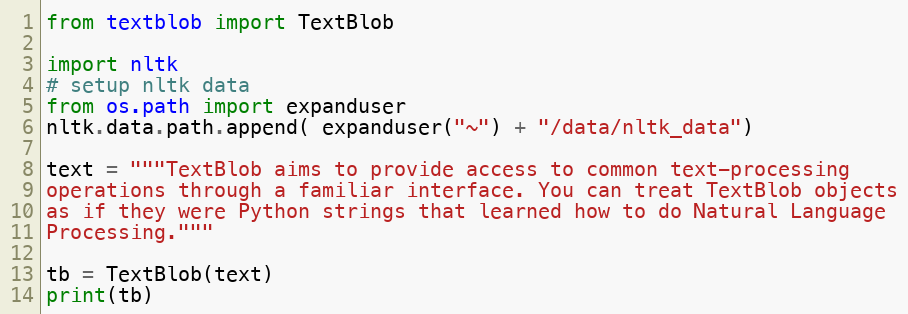 1 from textblob import TextBlob
2
3 import nltk
4 # setup nltk data
5 from os.path import expanduser
6 nltk.data.path.append( expanduser("~") + "/data/nltk_data")
7
8 text = """TextBlob aims to provide access to common text-processing
9 operations through a familiar interface. You can treat TextBlob objects
10 as if they were Python strings that learned how to do Natural Language
11 Processing."""
12
13 tb = TextBlob(text)
14 print(tb)